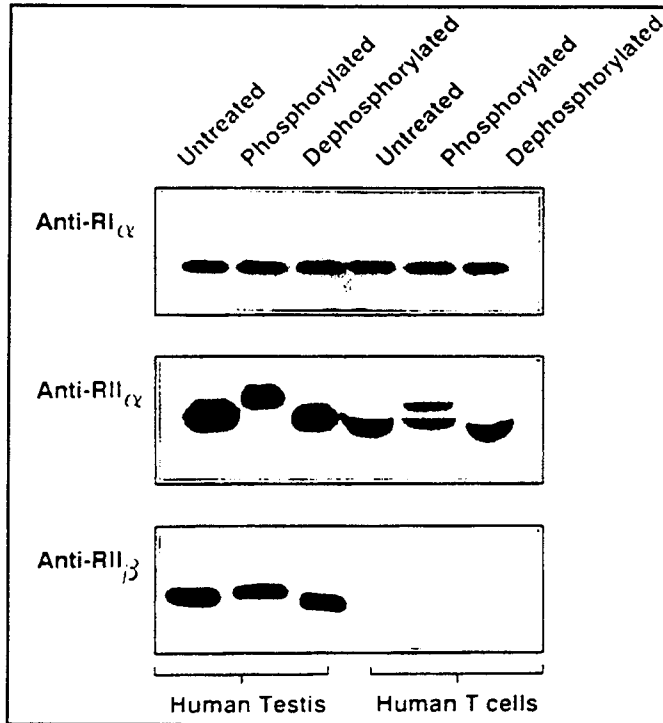 Untreated
Phosphorylated
Dephosphorylated
Untreated
Phosphorylated
Dephosphorylated
Anti-RIα
Anti-RIIα
Anti-RIIβ
Human Testis
Human T cells